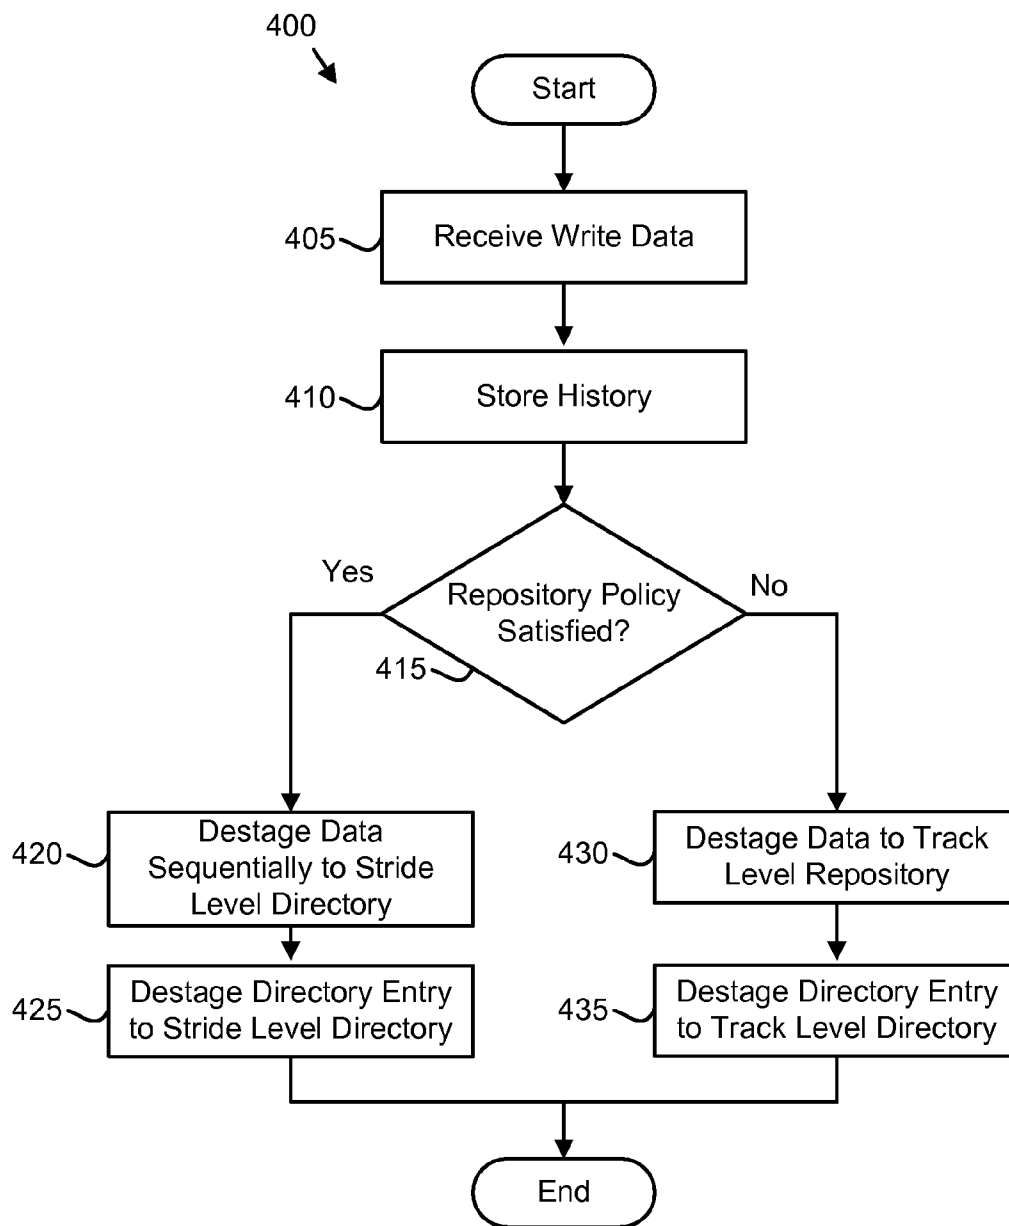 400
Start
405
Receive Write Data
410
Store History
Yes
No
Repository Policy
Satisfied?
415
420
Destage Data
Sequentially to Stride
Level Directory
430
Destage Data to Track
Level Repository
425
Destage Directory Entry
to Stride Level Directory
435
Destage Directory Entry
to Track Level Directory
End